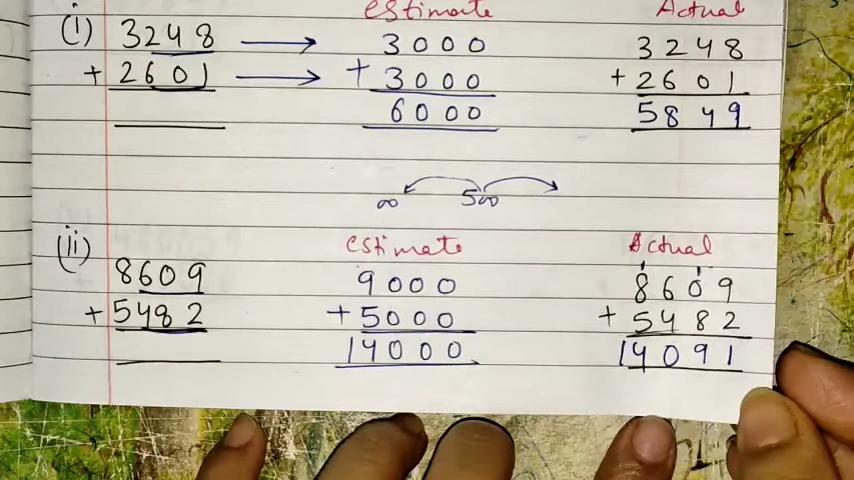 estimate Actual
(i) 3248 3000 3248
+2601 +3000 +2601
6000 5849
00 500
(ii) estimate Actual
8609 9000 8609
+5482 +5000 +5482
14000 14091